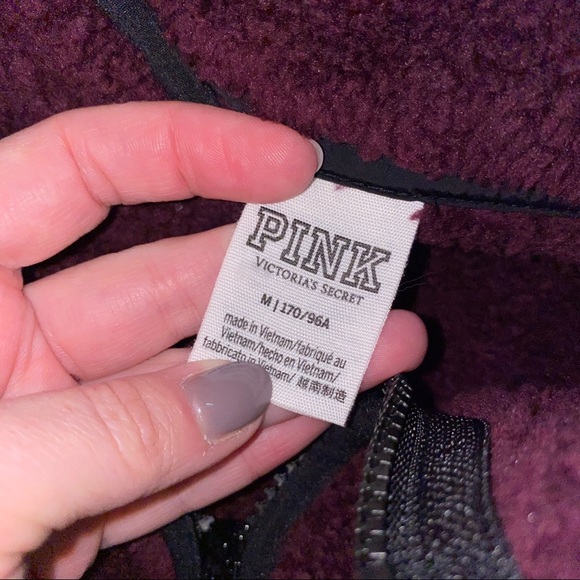 PINK
VICTORIA'S SECRET
M | 170/96A
made in Vietnam/fabriqué au
Vietnam/hecho en Vietnam/
fabbricato in Vietnam/ 越南制造